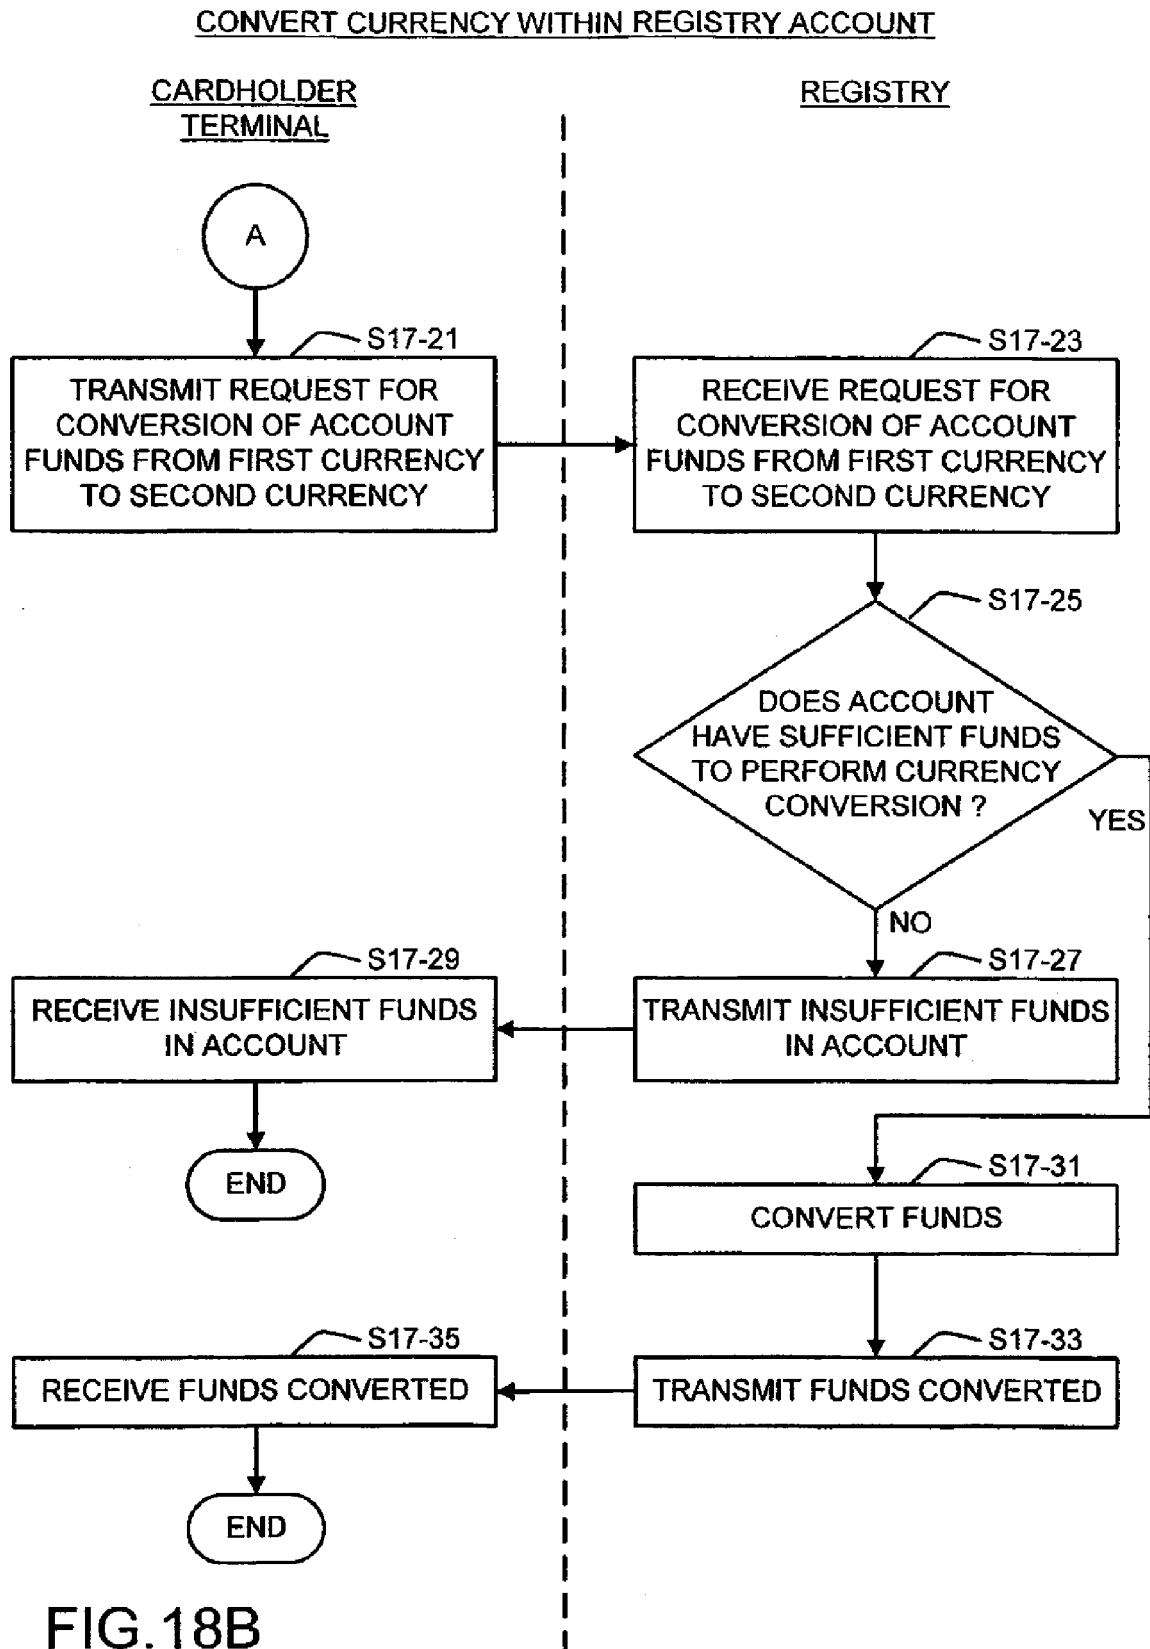 CONVERT CURRENCY WITHIN REGISTRY ACCOUNT
CARDHOLDER
TERMINAL
REGISTRY
A
S17-21
TRANSMIT REQUEST FOR
CONVERSION OF ACCOUNT
FUNDS FROM FIRST CURRENCY
TO SECOND CURRENCY
S17-23
RECEIVE REQUEST FOR
CONVERSION OF ACCOUNT
FUNDS FROM FIRST CURRENCY
TO SECOND CURRENCY
S17-25
DOES ACCOUNT
HAVE SUFFICIENT FUNDS
TO PERFORM CURRENCY
CONVERSION ?
YES
NO
S17-29
RECEIVE INSUFFICIENT FUNDS
IN ACCOUNT
S17-27
TRANSMIT INSUFFICIENT FUNDS
IN ACCOUNT
END
S17-31
CONVERT FUNDS
S17-35
RECEIVE FUNDS CONVERTED
S17-33
TRANSMIT FUNDS CONVERTED
END
FIG.18B